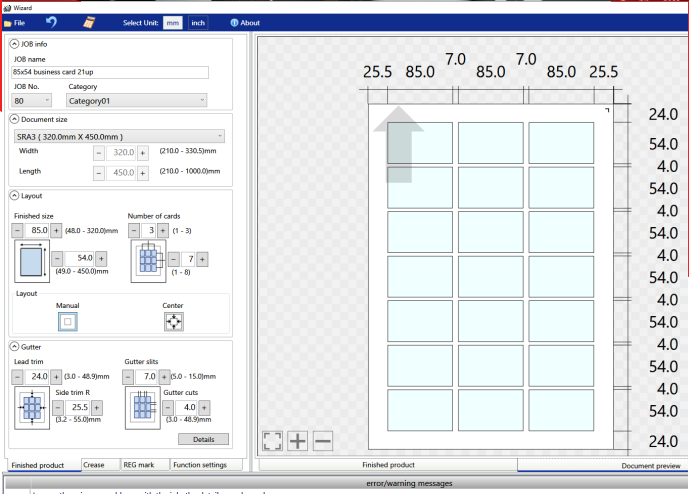 Wizard
File Select Unit: mm inch About
JOB info
JOB name
85x54 business card 21up
JOB No. Category
80 Category01
Document size
SRA3 ( 320.0mm X 450.0mm )
Width − 320.0 + (210.0 - 330.5)mm
Length − 450.0 + (210.0 - 1000.0)mm
Layout
Finished size Number of cards
− 85.0 + (48.0 - 320.0)mm − 3 + (1 - 3)
− 54.0 + − 7 +
(49.0 - 450.0)mm (1 - 8)
Layout
Manual Center
Gutter
Lead trim Gutter slits
− 24.0 + (3.0 - 48.9)mm − 7.0 + (5.0 - 15.0)mm
Side trim R Gutter cuts
− 25.5 + − 4.0 +
(3.2 - 55.0)mm (3.0 - 48.9)mm
Details
Finished product Crease REG mark Function settings
7.0 7.0
25.5 85.0 85.0 85.0 25.5
24.0
54.0
4.0
54.0
4.0
54.0
4.0
54.0
4.0
54.0
4.0
54.0
4.0
54.0
24.0
Finished product Document preview
error/warning messages